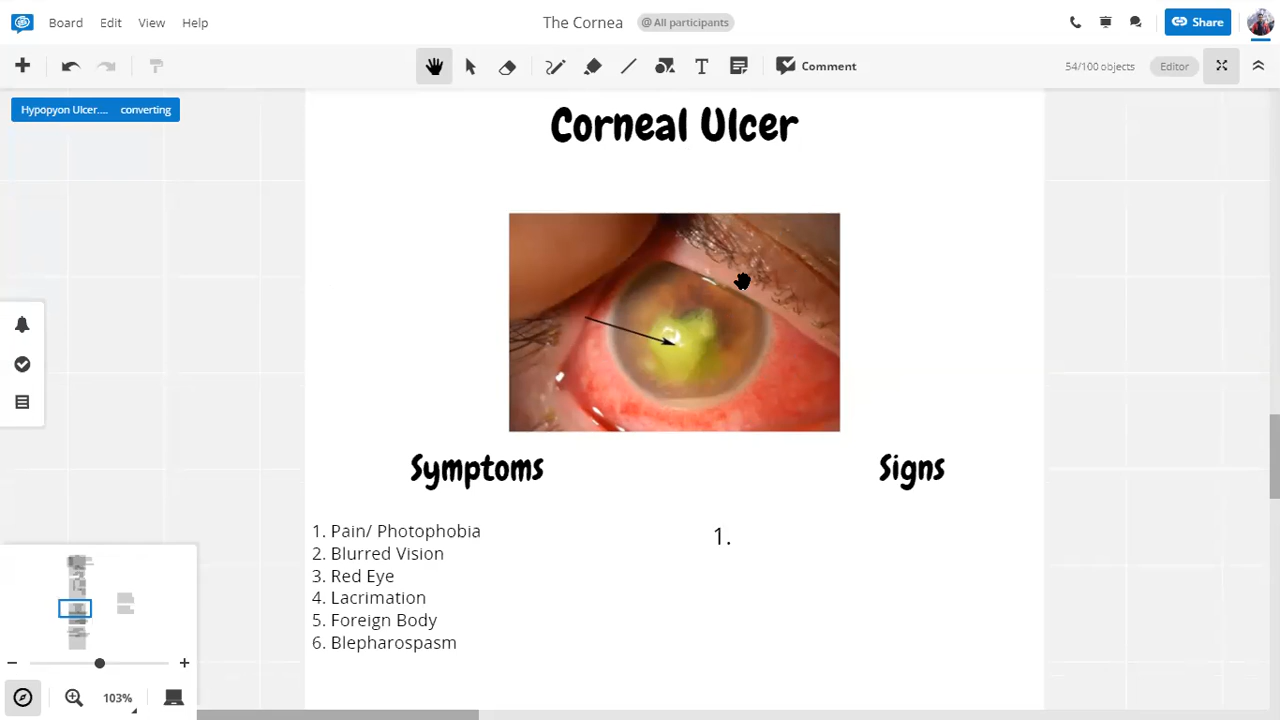 Board Edit View Help
The Cornea
@ All participants
Share
Comment
54/100 objects
Editor
Hypopyon Ulcer....
converting
Corneal Ulcer
Symptoms
Signs
1. Pain/ Photophobia
2. Blurred Vision
3. Red Eye
4. Lacrimation
5. Foreign Body
6. Blepharospasm
1.
103%